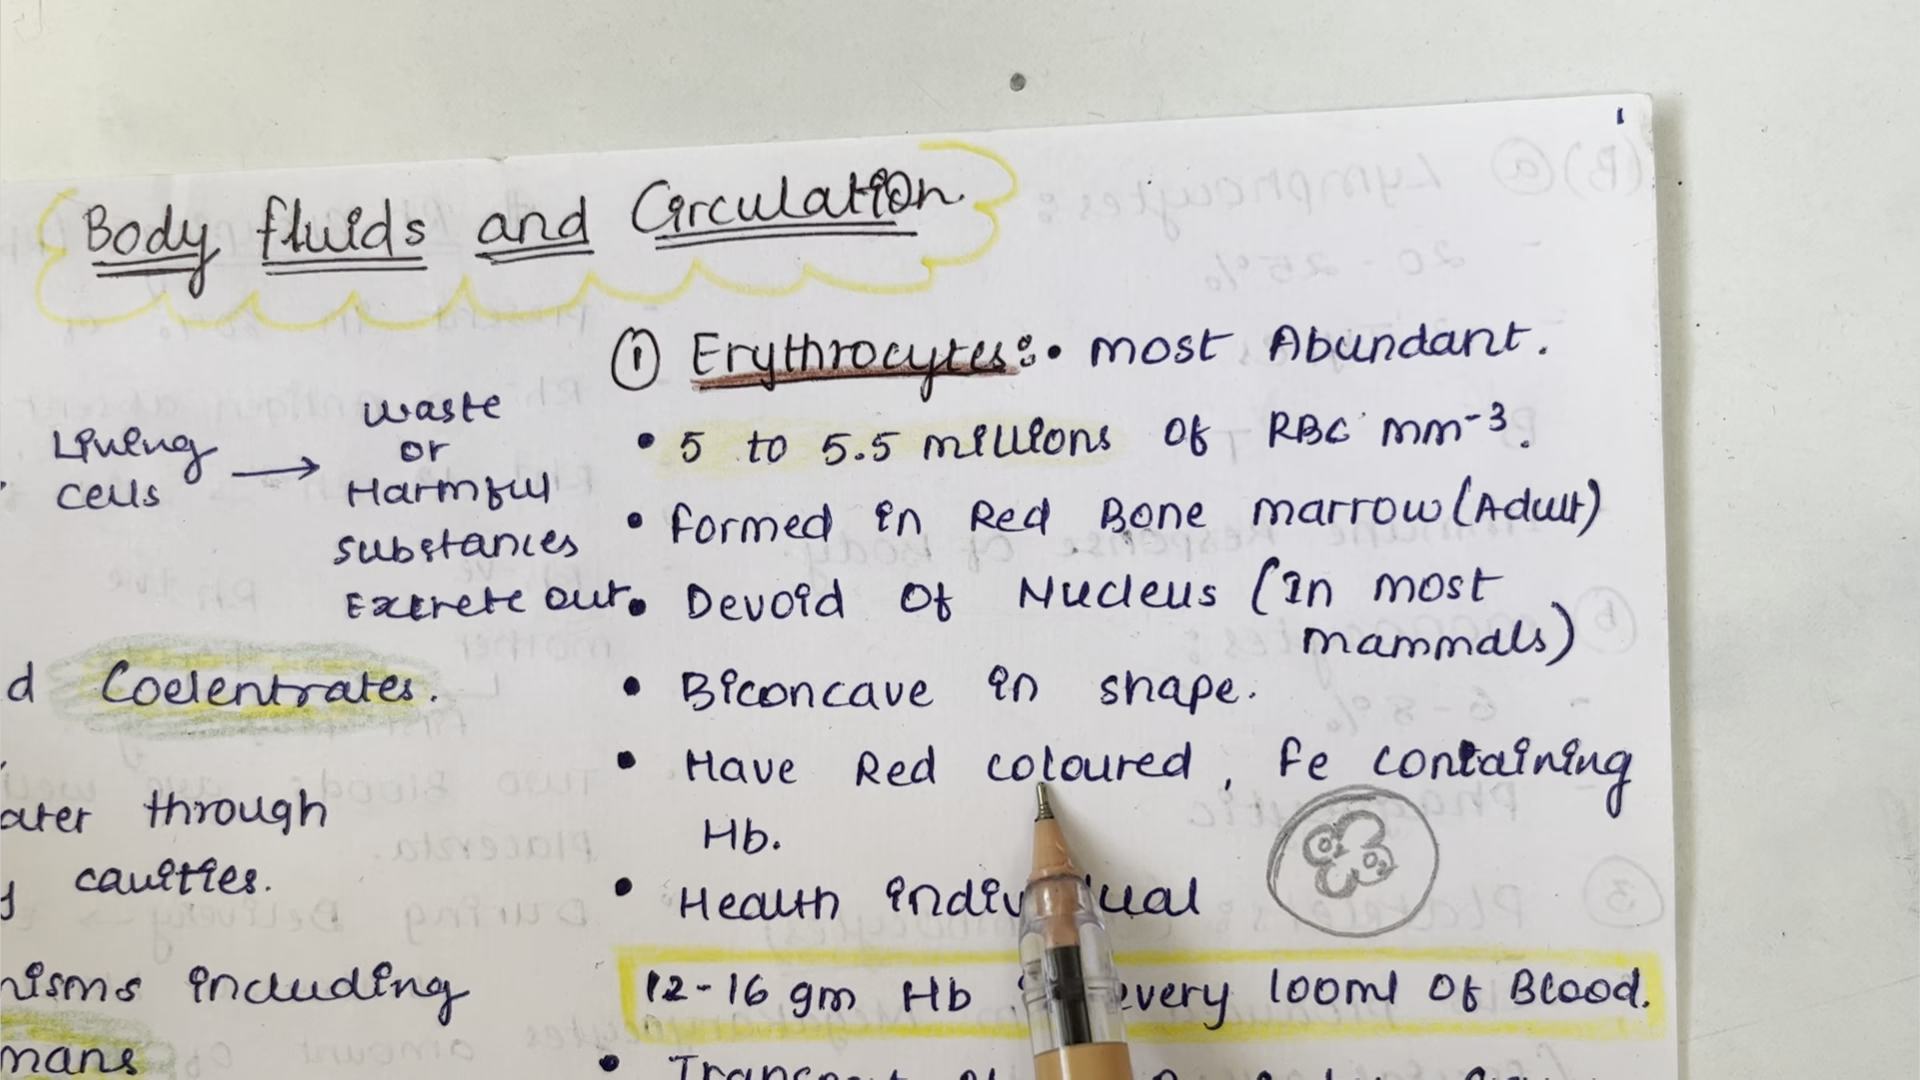 1
Body fluids and Circulation.
Living
cells → waste
or
Harmful
substances
Excrete out.
d Coelentrates.
ater through
cavities.
nisms including
mans
① Erythrocytes: • most Abundant.
• 5 to 5.5 millions of RBC mm⁻³.
• formed in Red Bone marrow (Adult)
• Devoid of Nucleus (In most
mammals)
• Biconcave in shape.
• Have Red coloured, fe containing
Hb.
• Health individual
12-16 gm Hb every 100ml of Blood.